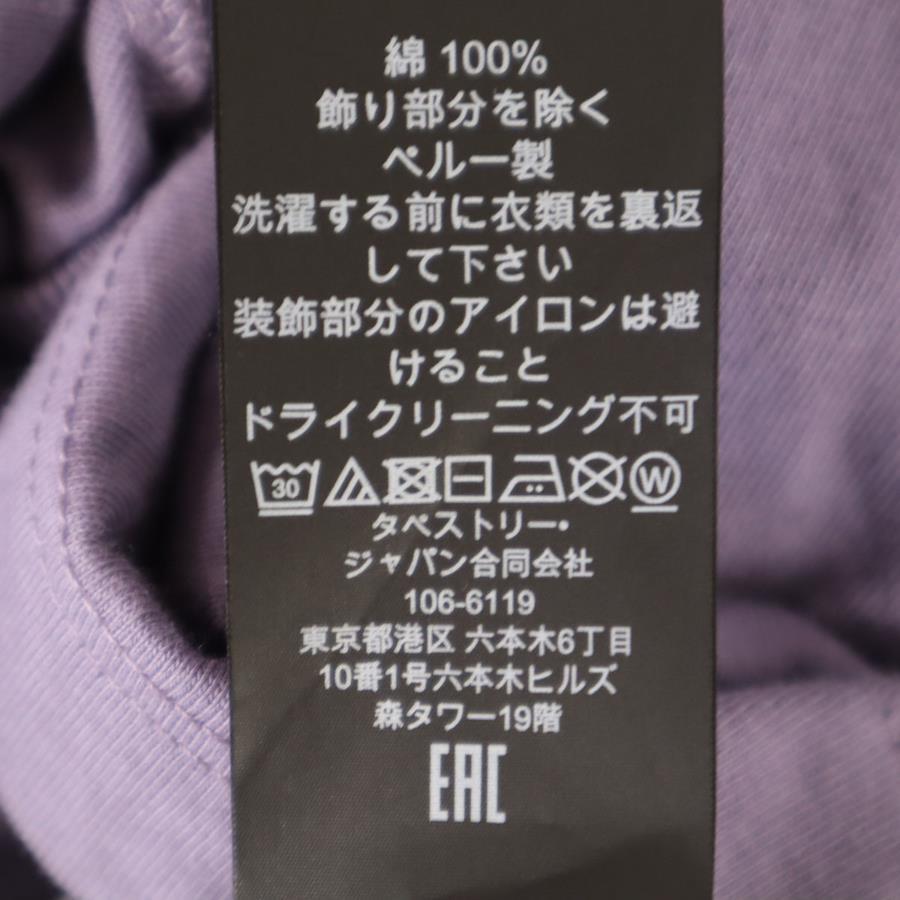 綿 100%
飾り部分を除く
ペルー製
洗濯する前に衣類を裏返
して下さい
装飾部分のアイロンは避
けること
ドライクリーニング不可
30 W
タペストリー・
ジャパン合同会社
106-6119
東京都港区 六本木6丁目
10番1号六本木ヒルズ
森タワー19階
EAC